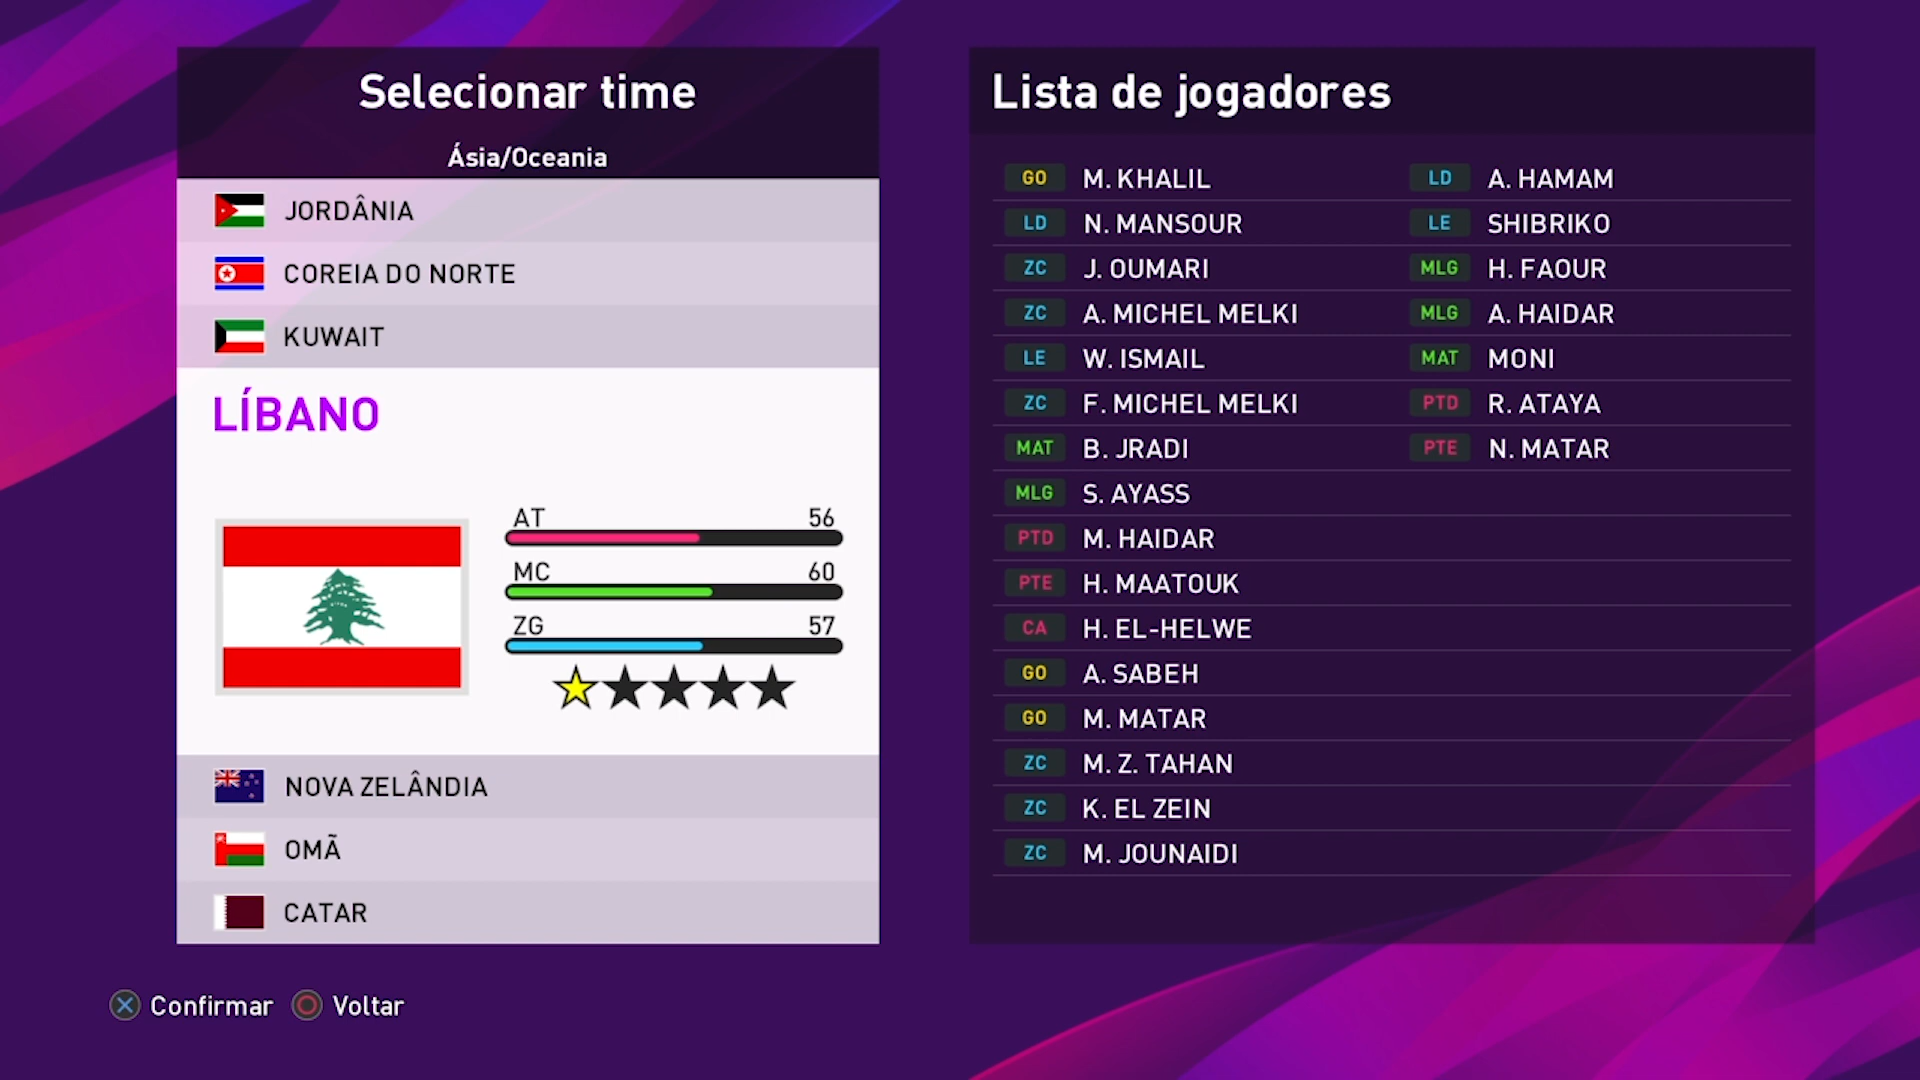 Selecionar time
Ásia/Oceania
JORDÂNIA
COREIA DO NORTE
KUWAIT
LÍBANO
AT 56
MC 60
ZG 57
NOVA ZELÂNDIA
OMÃ
CATAR
Lista de jogadores
GO M. KHALIL
LD N. MANSOUR
ZC J. OUMARI
ZC A. MICHEL MELKI
LE W. ISMAIL
ZC F. MICHEL MELKI
MAT B. JRADI
MLG S. AYASS
PTD M. HAIDAR
PTE H. MAATOUK
CA H. EL-HELWE
GO A. SABEH
GO M. MATAR
ZC M. Z. TAHAN
ZC K. EL ZEIN
ZC M. JOUNAIDI
LD A. HAMAM
LE SHIBRIKO
MLG H. FAOUR
MLG A. HAIDAR
MAT MONI
PTD R. ATAYA
PTE N. MATAR
Confirmar Voltar